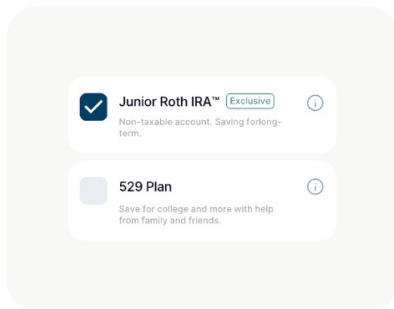 Junior Roth IRA™ Exclusive
Non-taxable account. Saving forlong-
term.
529 Plan
Save for college and more with help
from family and friends.